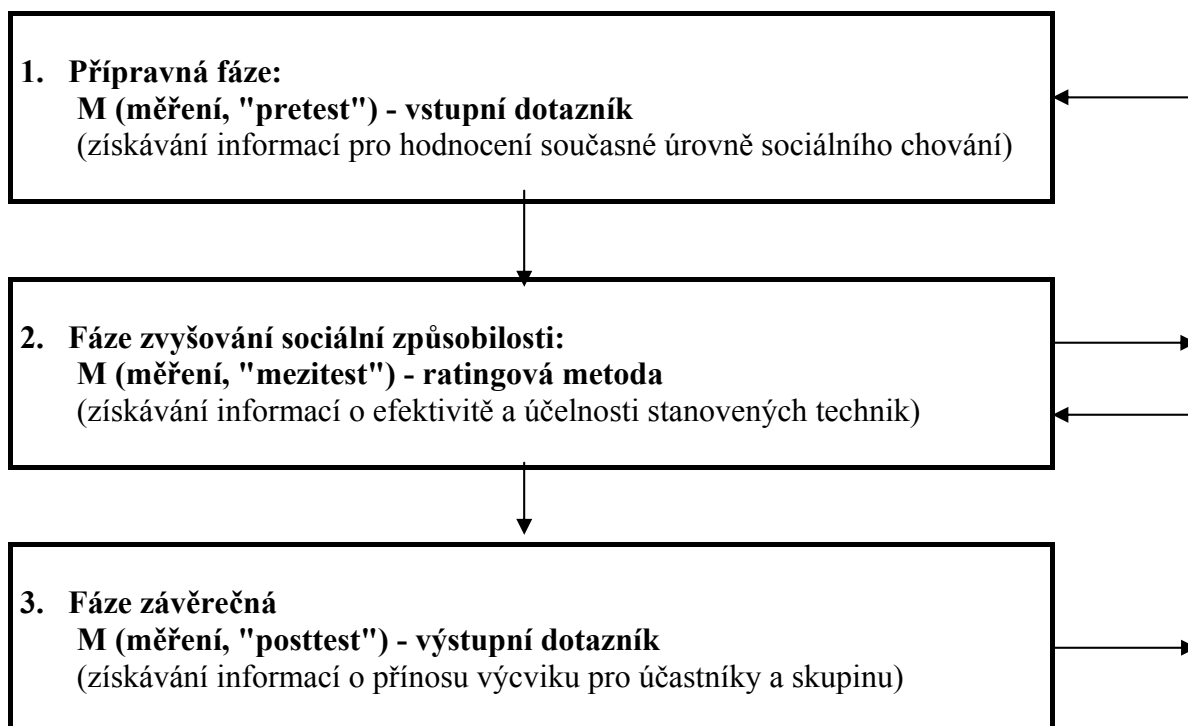 1. Přípravná fáze:
M (měření, "pretest") - vstupní dotazník
(získávání informací pro hodnocení současné úrovně sociálního chování)
2. Fáze zvyšování sociální způsobilosti:
M (měření, "mezitest") - ratingová metoda
(získávání informací o efektivitě a účelnosti stanovených technik)
3. Fáze závěrečná
M (měření, "posttest") - výstupní dotazník
(získávání informací o přínosu výcviku pro účastníky a skupinu)